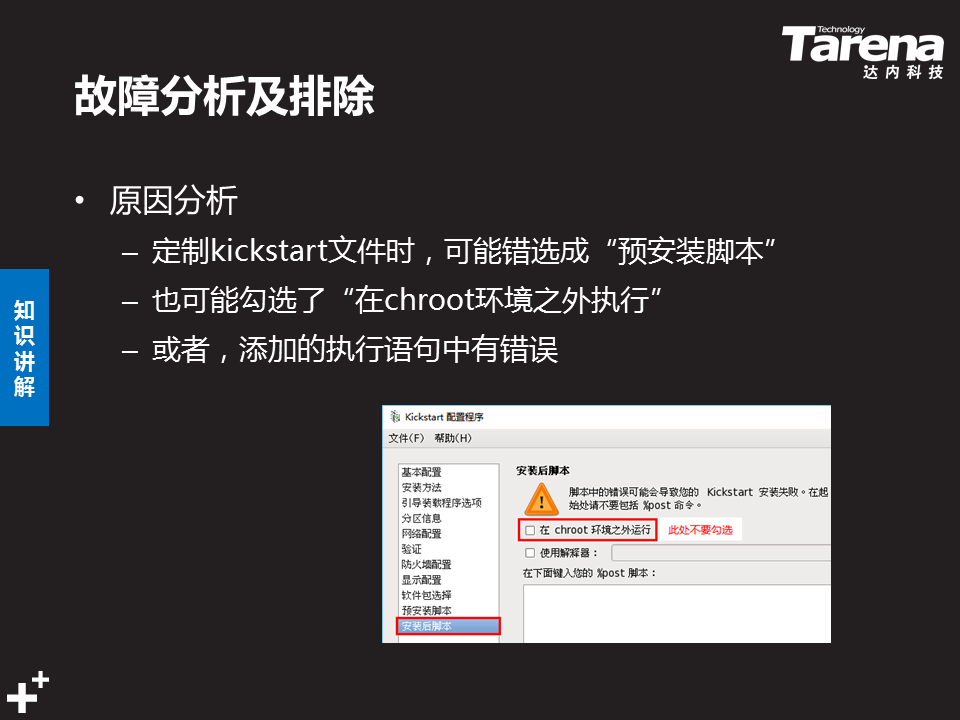 Technology
Tarena
达内科技
故障分析及排除
• 原因分析
– 定制kickstart文件时，可能错选成“预安装脚本”
– 也可能勾选了“在chroot环境之外执行”
– 或者，添加的执行语句中有错误
知识讲解
Kickstart 配置程序
文件(F) 帮助(H)
基本配置
安装方法
引导装载程序选项
分区信息
网络配置
验证
防火墙配置
显示配置
软件包选择
预安装脚本
安装后脚本
安装后脚本
脚本中的错误可能会导致您的 Kickstart 安装失败。在起
始处请不要包括 %post 命令。
在 chroot 环境之外运行
此处不要勾选
使用解释器：
在下面键入您的 %post 脚本：